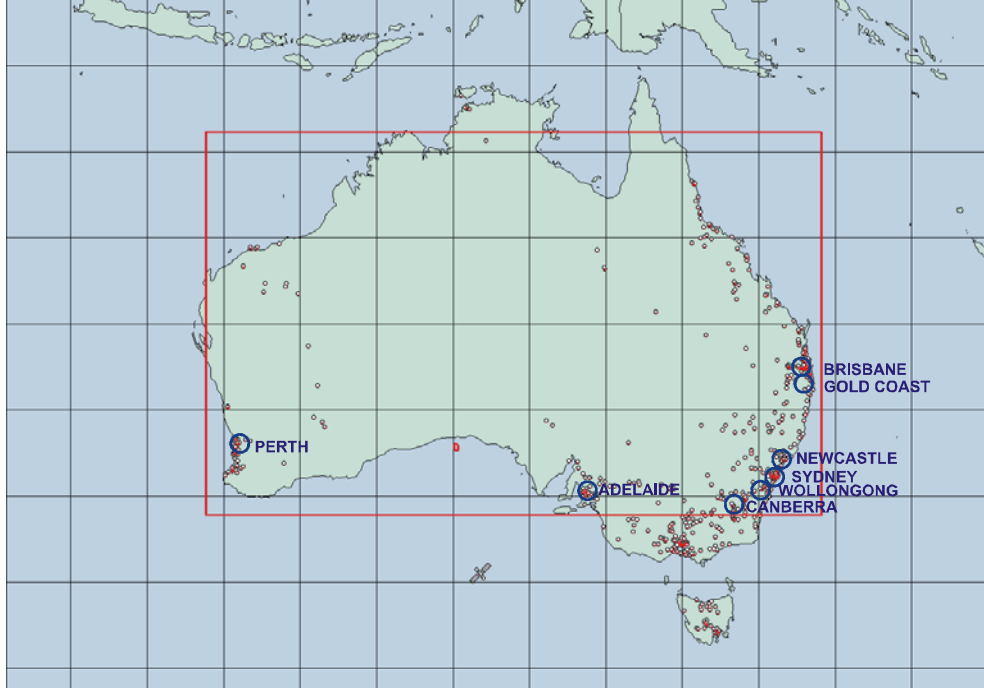 BRISBANE
GOLD COAST
PERTH
NEWCASTLE
SYDNEY
ADELAIDE
WOLLONGONG
CANBERRA